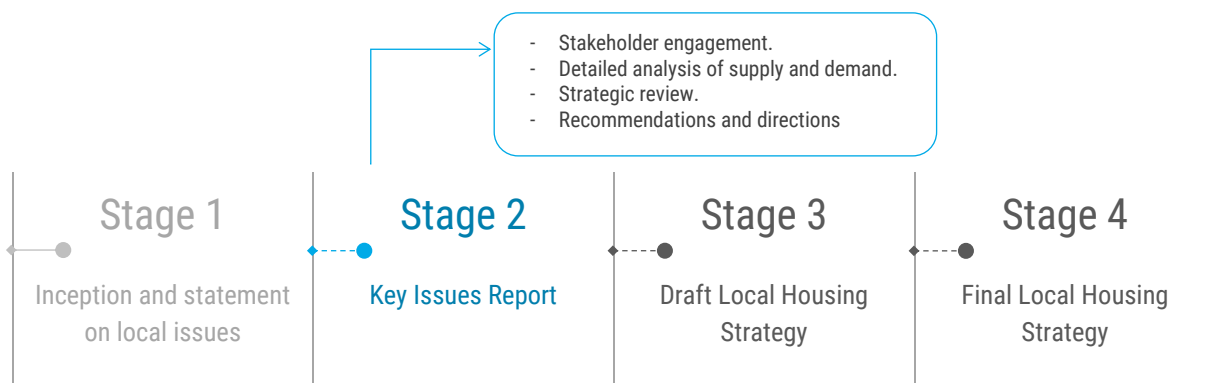 - Stakeholder engagement.
- Detailed analysis of supply and demand.
- Strategic review.
- Recommendations and directions
Stage 1
Inception and statement
on local issues
Stage 2
Key Issues Report
Stage 3
Draft Local Housing
Strategy
Stage 4
Final Local Housing
Strategy